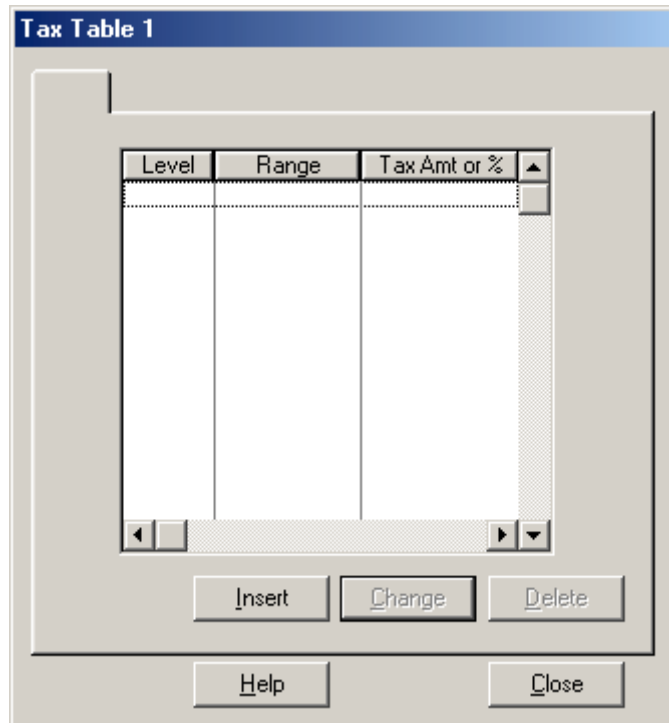 Tax Table 1
Level Range Tax Amt or %
Insert Change Delete
Help Close